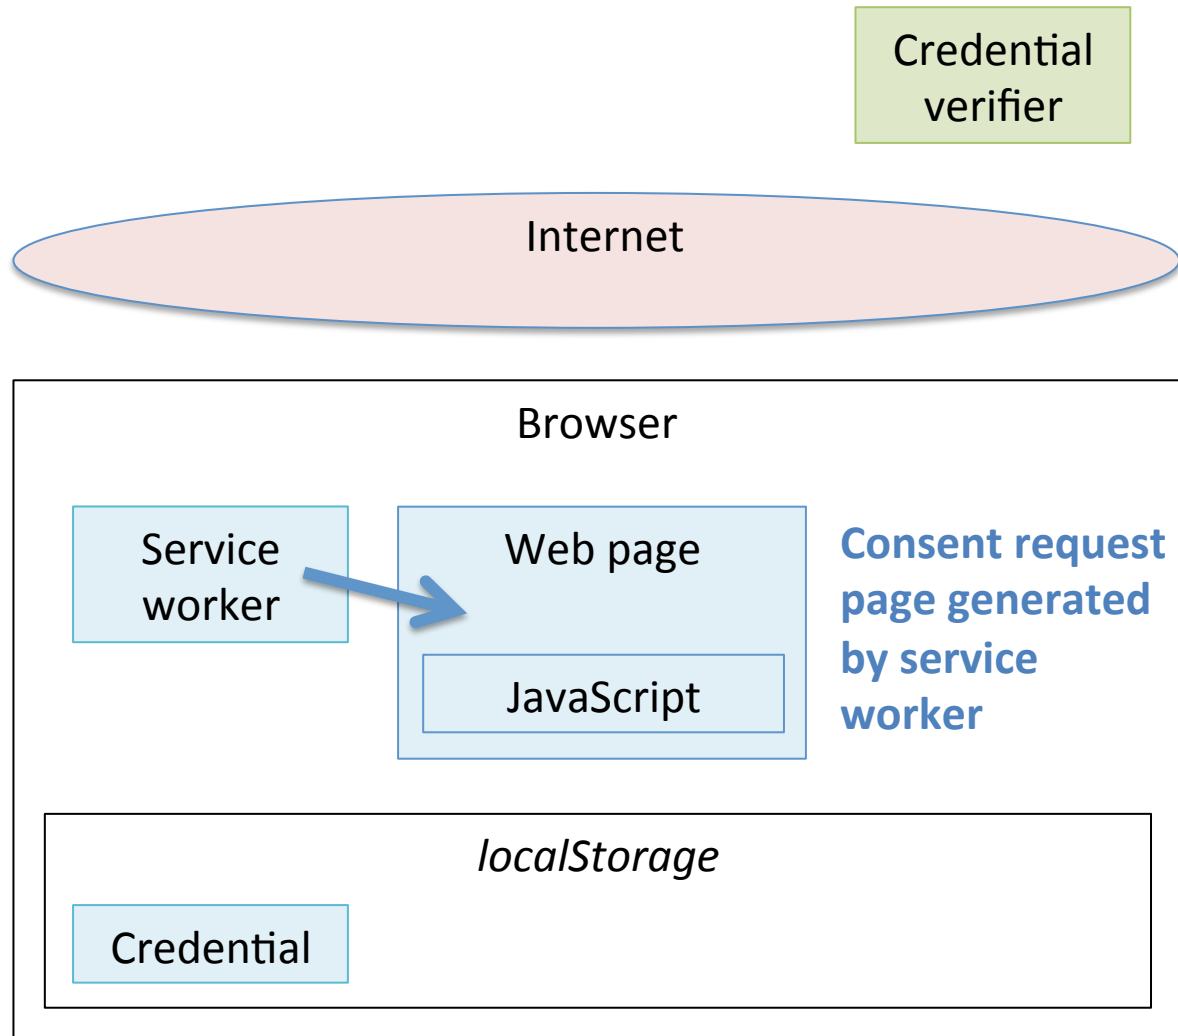 Credential
verifier
Internet
Browser
Service
worker
Web page
JavaScript
Consent request
page generated
by service
worker
localStorage
Credential